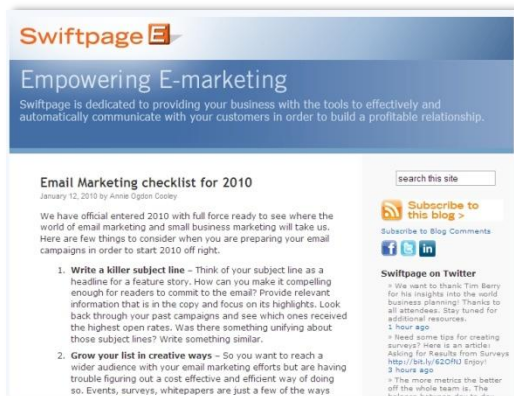 Swiftpage E
Empowering E-marketing
Swiftpage is dedicated to providing your business with the tools to effectively and
automatically communicate with your customers in order to build a profitable relationship.
Email Marketing checklist for 2010
January 12, 2010 by Annie Ogdon Cooley
We have official entered 2010 with full force ready to see where the
world of email marketing and small business marketing will take us.
Here are few things to consider when you are preparing your email
campaigns in order to start 2010 off right.
1. Write a killer subject line – Think of your subject line as a
headline for a feature story. How can you make it compelling
enough for readers to commit to the email? Provide relevant
information that is in the copy and focus on its highlights. Look
back through your past campaigns and see which ones received
the highest open rates. Was there something unifying about
those subject lines? Write something similar.
2. Grow your list in creative ways – So you want to reach a
wider audience with your email marketing efforts but are having
trouble figuring out a cost effective and efficient way of doing
so. Events, surveys, whitepapers are just a few of the ways
search this site
Subscribe to
this blog >
Subscribe to Blog Comments
f b in
Swiftpage on Twitter
» We want to thank Tim Berry
for his insights into the world
business planning! Thanks to
all attendees. Stay tuned for
additional resources.
1 hour ago
» Need some tips for creating
surveys? Here is an article:
Asking for Results from Surveys
Enjoy!
3 hours ago
» The more metrics the better
off the whole team is. The
balance between day to day